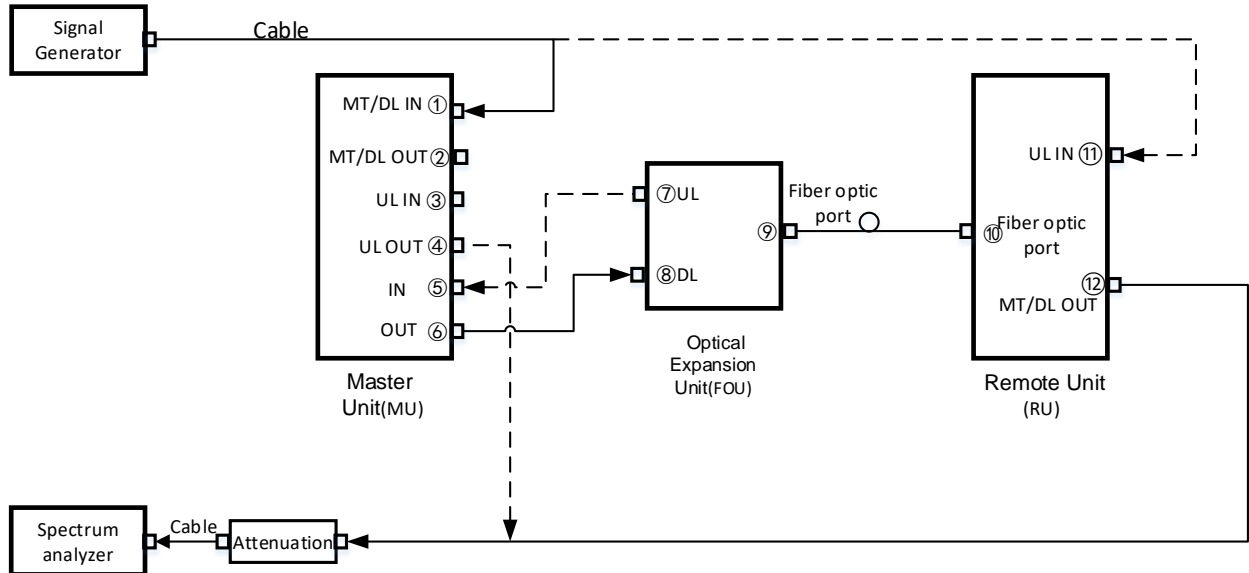 Signal
Generator
Cable
MT/DL IN ①
MT/DL OUT ②
UL IN ③
UL OUT ④
IN ⑤
OUT ⑥
Master
Unit(MU)
⑦UL
⑧DL
⑨
Optical
Expansion
Unit(FOU)
Fiber optic
port
UL IN ⑪
⑩ Fiber optic
port
⑫
MT/DL OUT
Remote Unit
(RU)
Spectrum
analyzer
Cable
Attenuation